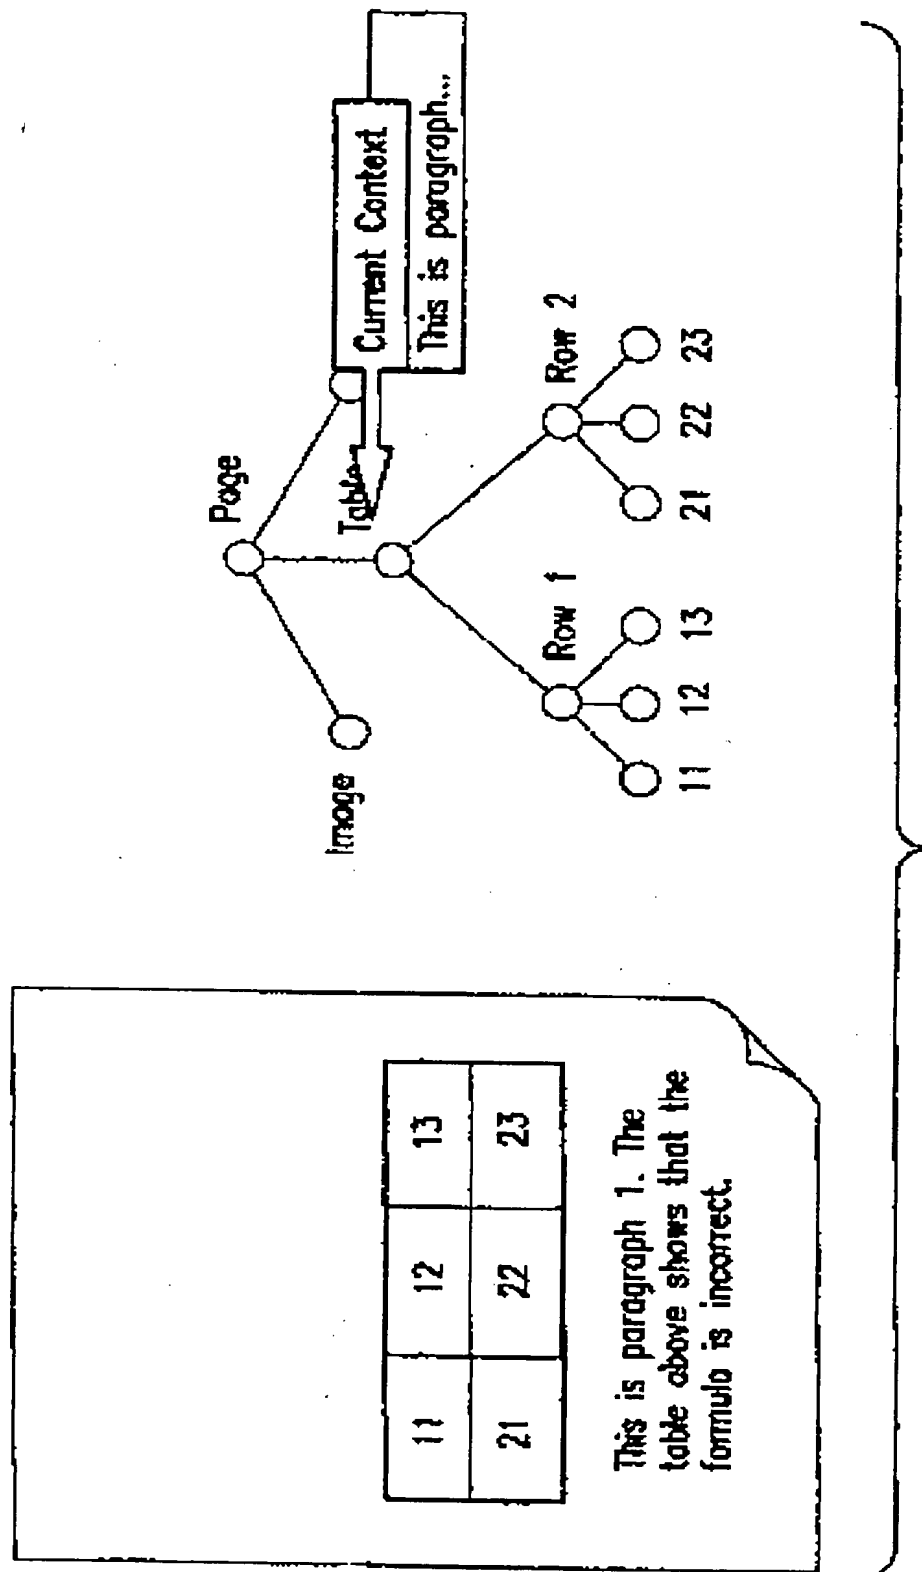 11 12 13
21 22 23
This is paragraph 1. The
table above shows that the
formula is incorrect.
Page
Image
Table
Current Context
This is paragraph...
Row 1
Row 2
11 12 13 21 22 23